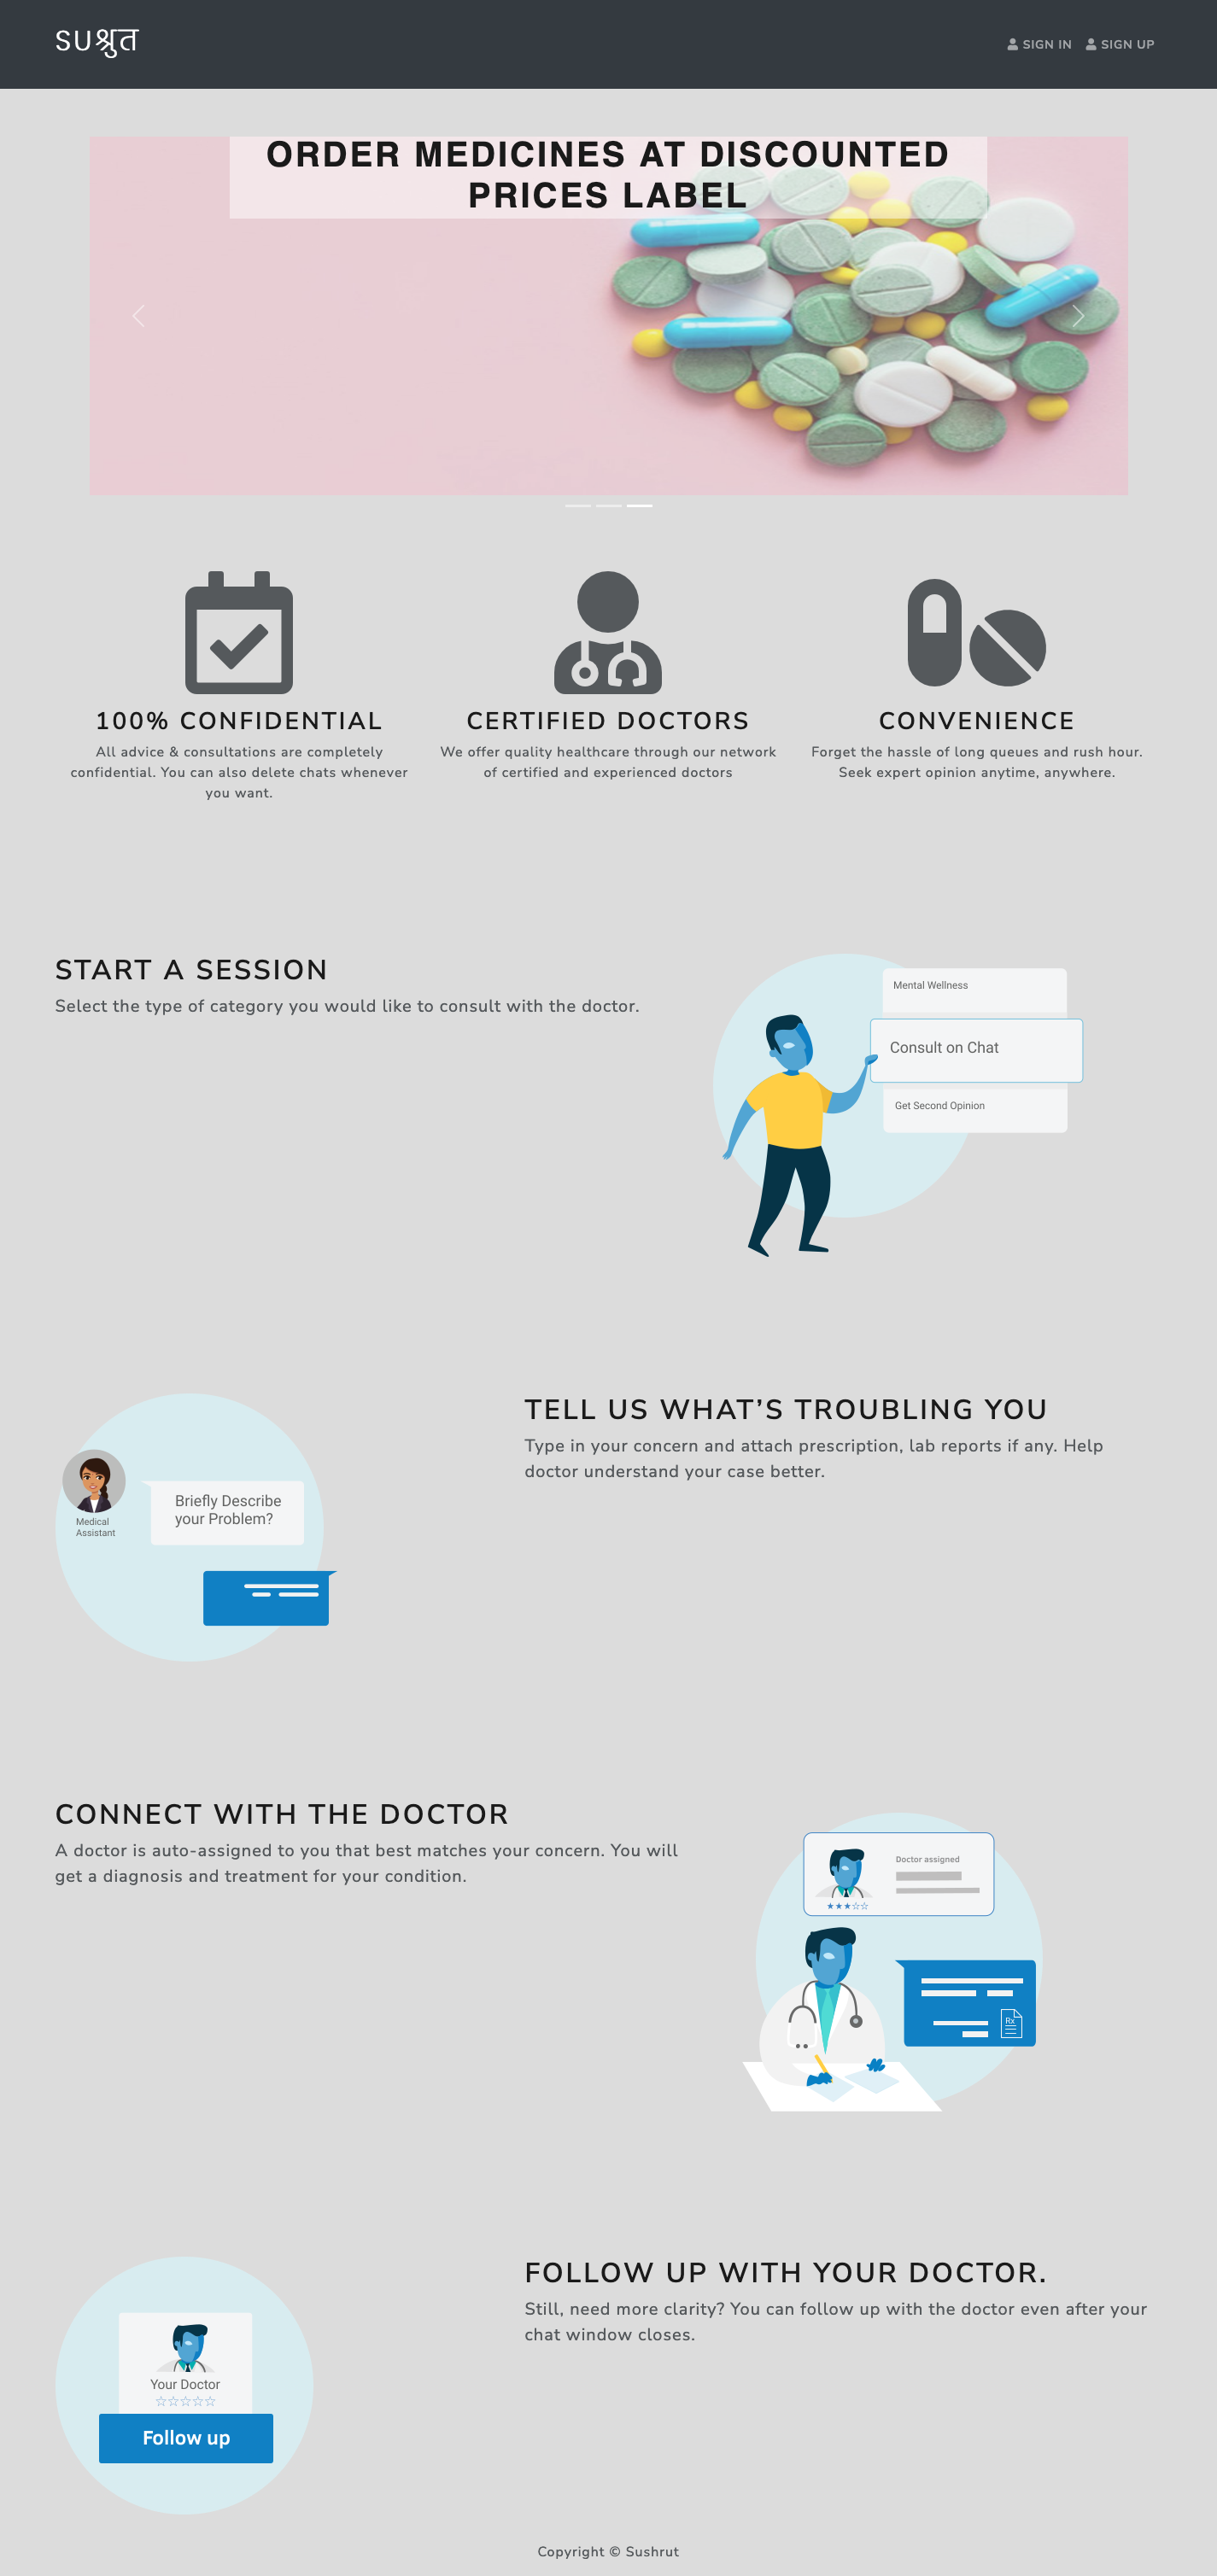 SUश्रुत
SIGN IN SIGN UP
ORDER MEDICINES AT DISCOUNTED
PRICES LABEL
100% CONFIDENTIAL
All advice & consultations are completely
confidential. You can also delete chats whenever
you want.
CERTIFIED DOCTORS
We offer quality healthcare through our network
of certified and experienced doctors
CONVENIENCE
Forget the hassle of long queues and rush hour.
Seek expert opinion anytime, anywhere.
START A SESSION
Select the type of category you would like to consult with the doctor.
Mental Wellness
Consult on Chat
Get Second Opinion
Medical
Assistant
Briefly Describe
your Problem?
TELL US WHAT’S TROUBLING YOU
Type in your concern and attach prescription, lab reports if any. Help
doctor understand your case better.
CONNECT WITH THE DOCTOR
A doctor is auto-assigned to you that best matches your concern. You will
get a diagnosis and treatment for your condition.
Doctor assigned
Rx
Your Doctor
Follow up
FOLLOW UP WITH YOUR DOCTOR.
Still, need more clarity? You can follow up with the doctor even after your
chat window closes.
Copyright © Sushrut